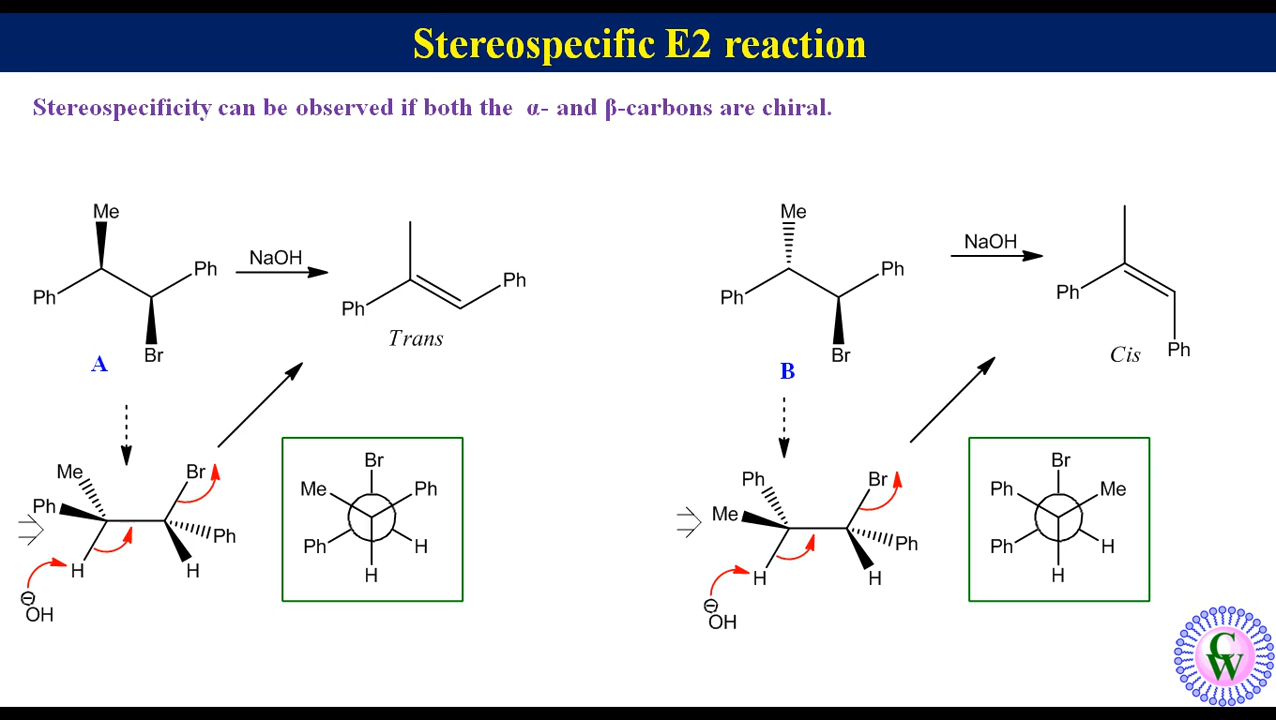 Stereospecific E2 reaction
Stereospecificity can be observed if both the α- and β-carbons are chiral.
Me
Ph
Ph
Br
A
NaOH
Ph
Ph
Trans
Me
Ph
Ph
Br
B
NaOH
Ph
Ph
Cis
Me
Br
Ph
Ph
H
H
⊖
OH
Br
Me
Ph
Ph
H
H
Ph
Br
Me
Ph
H
H
⊖
OH
Br
Ph
Me
Ph
H
H
CW